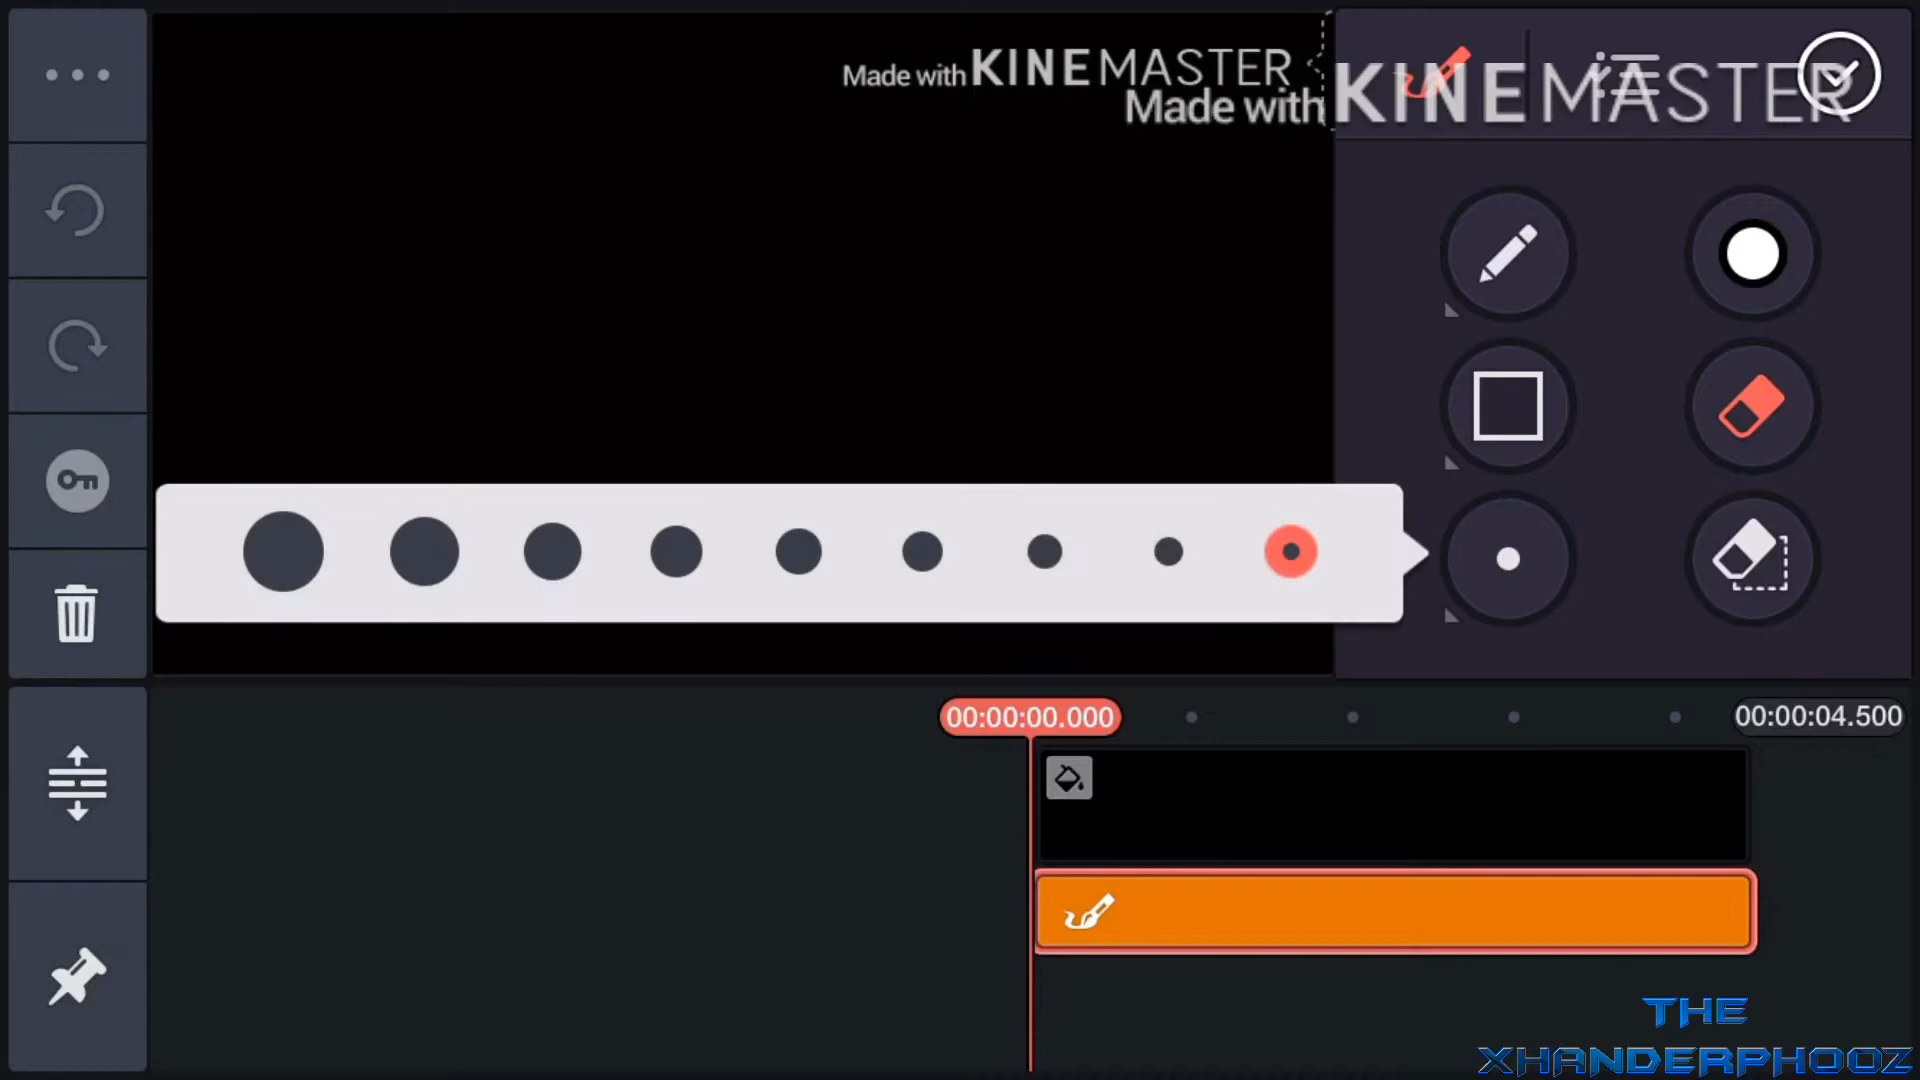 Made with KINEMASTER
Made with KINEMASTER
00:00:00.000
00:00:04.500
THE
XHANDERPHOOZ